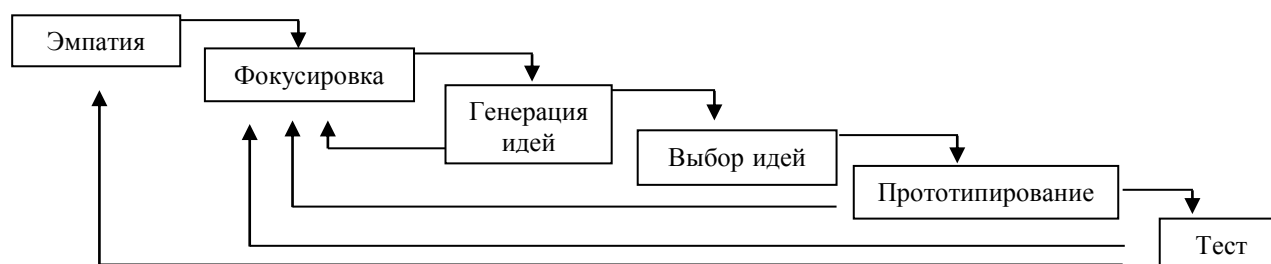 Эмпатия
Фокусировка
Генерация
идей
Выбор идей
Прототипирование
Тест